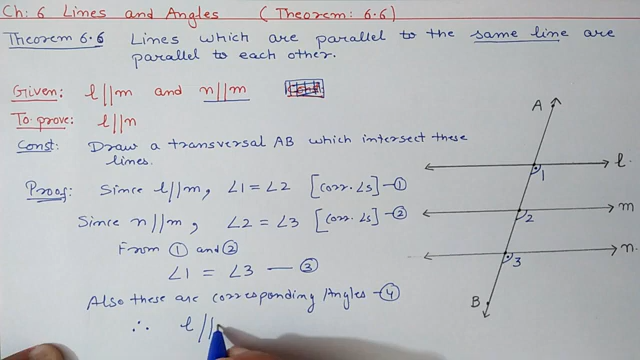 Ch: 6 Lines and Angles (Theorem: 6.6)
Theorem 6.6 Lines which are parallel to the same line are
parallel to each other.
Given: l||m and n||m
To prove: l||n
Const: Draw a transversal AB which intersect these
lines.
Proof: Since l||m, ∠1 = ∠2 [corr. ∠s] —①
Since n||m, ∠2 = ∠3 [corr. ∠s] —②
From ① and ②
∠1 = ∠3 — ③
Also these are corresponding Angles —④
∴ l||
A
l
1
m
2
n
3
B